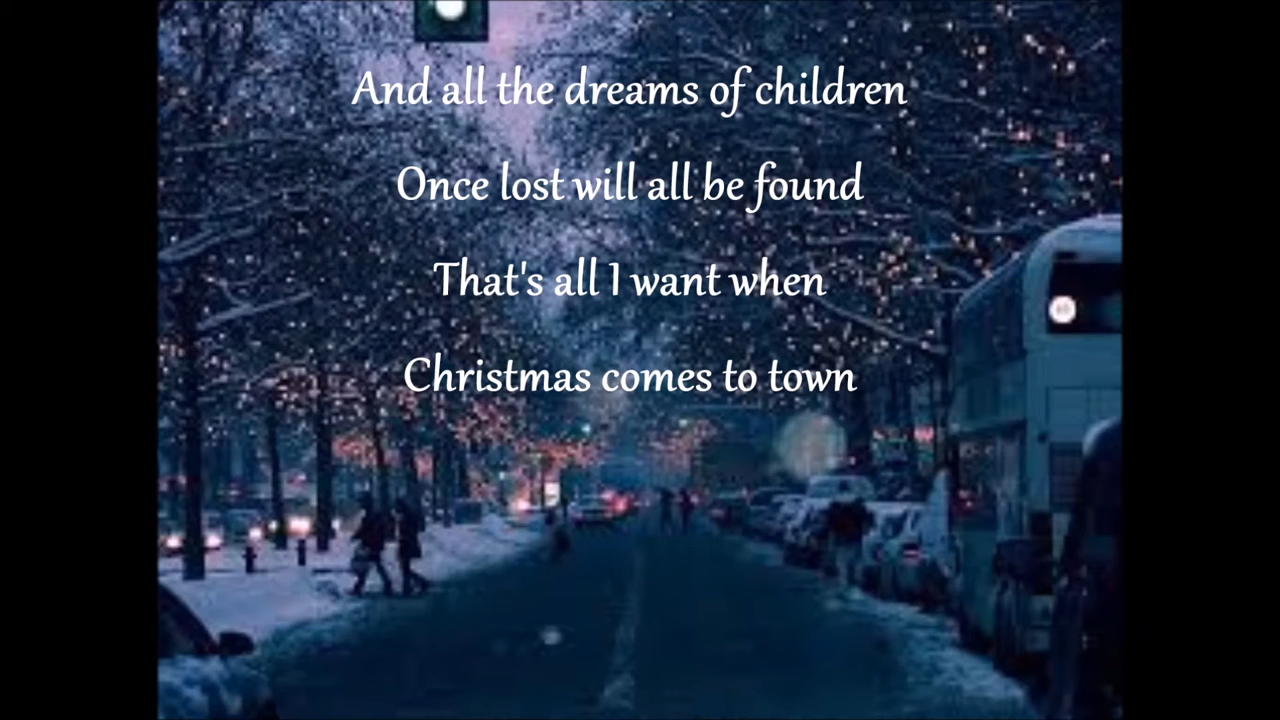 And all the dreams of children
Once lost will all be found
That's all I want when
Christmas comes to town